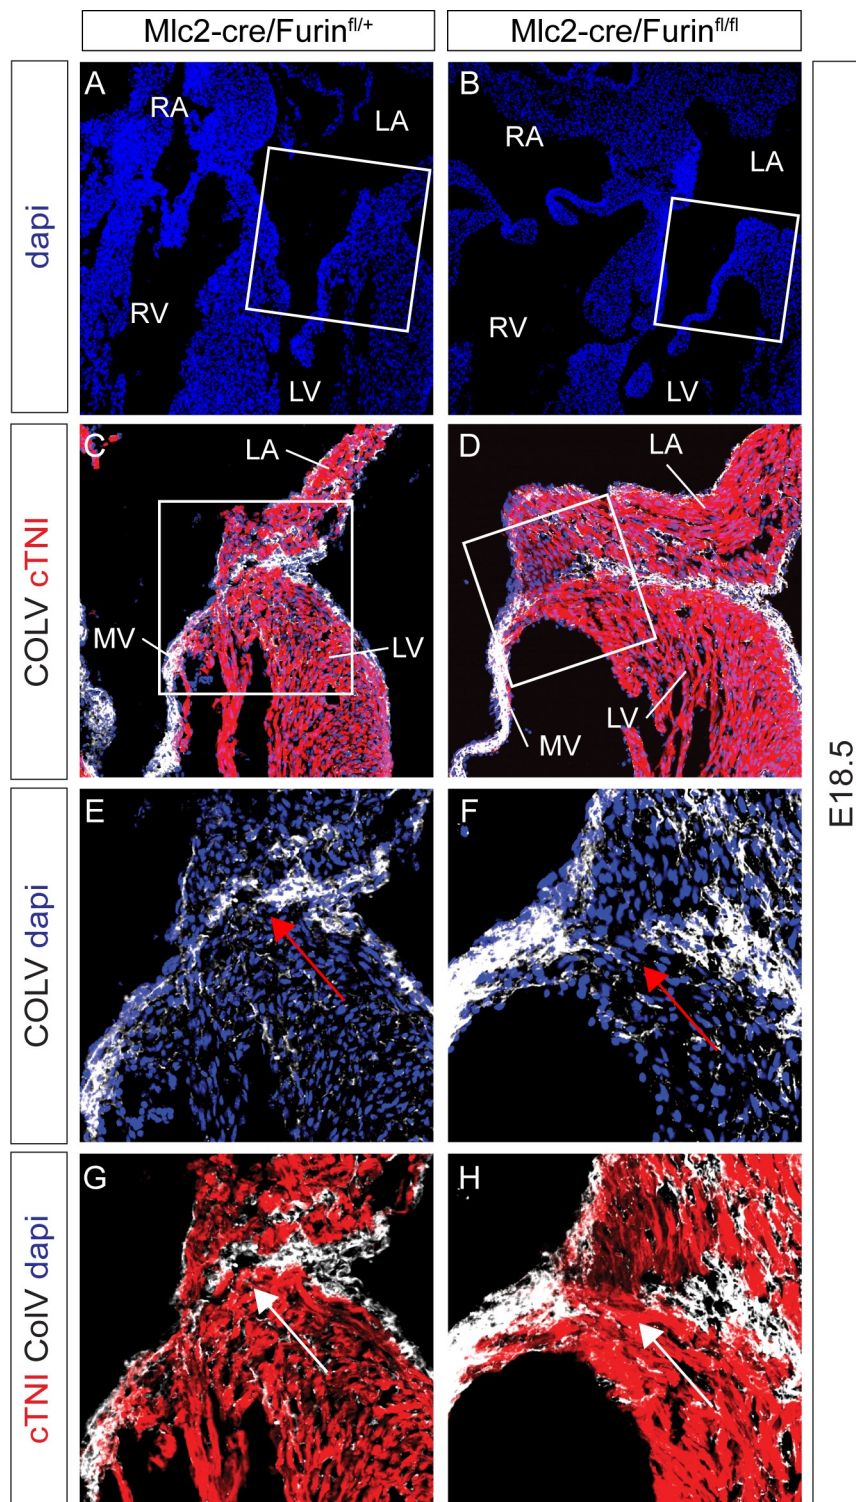 Mlc2-cre/Furinfl/+
Mlc2-cre/Furinfl/fl
dapi
A
RA
LA
RV
LV
B
RA
LA
RV
LV
COLV cTNI
C
LA
MV
LV
D
LA
LV
MV
E18.5
COLV dapi
E
F
cTNI ColV dapi
G
H